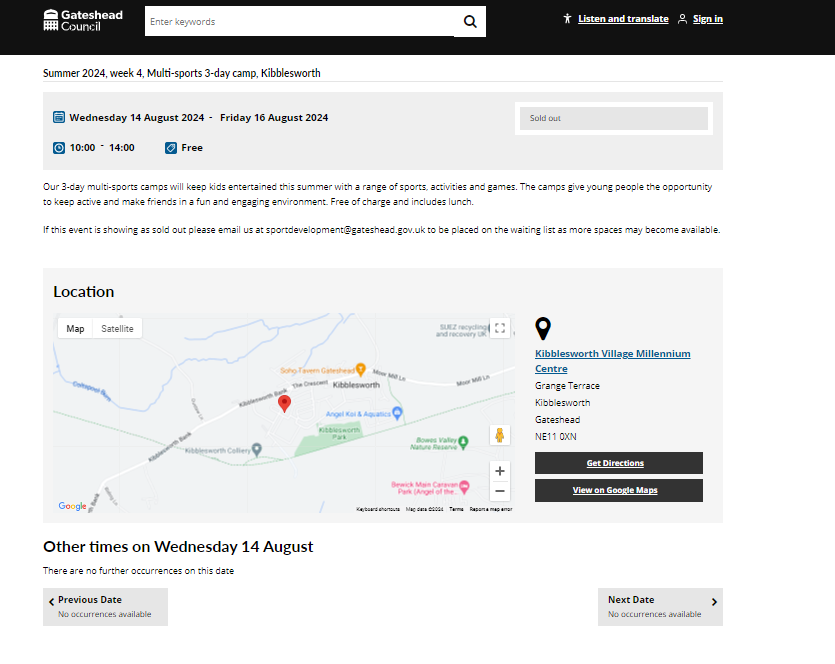 Gateshead
Council
Enter keywords
Listen and translate
Sign in
Summer 2024, week 4, Multi-sports 3-day camp, Kibblesworth
Wednesday 14 August 2024 - Friday 16 August 2024
Sold out
10:00 - 14:00
Free
Our 3-day multi-sports camps will keep kids entertained this summer with a range of sports, activities and games. The camps give young people the opportunity
to keep active and make friends in a fun and engaging environment. Free of charge and includes lunch.
If this event is showing as sold out please email us at sportdevelopment@gateshead.gov.uk to be placed on the waiting list as more spaces may become available.
Location
Map
Satellite
SUEZ recycling
and recovery UK
Soho Tavern Gateshead
Moor Mill Ln
Moor Mill Ln
The Crescent
Kibblesworth
Coltspool Burn
Kibblesworth Bank
Angel Koi & Aquatics
Kibblesworth
Park
Kibblesworth Bank
Kibblesworth Colliery
Bowes Valley
Nature Reserve
Bewick Main Caravan
Park (Angel of the...
Bank
+
−
Google
Keyboard shortcuts
Map data ©2024
Terms
Report a map error
Kibblesworth Village Millennium
Centre
Grange Terrace
Kibblesworth
Gateshead
NE11 0XN
Get Directions
View on Google Maps
Other times on Wednesday 14 August
There are no further occurrences on this date
Previous Date
No occurrences available
Next Date
No occurrences available